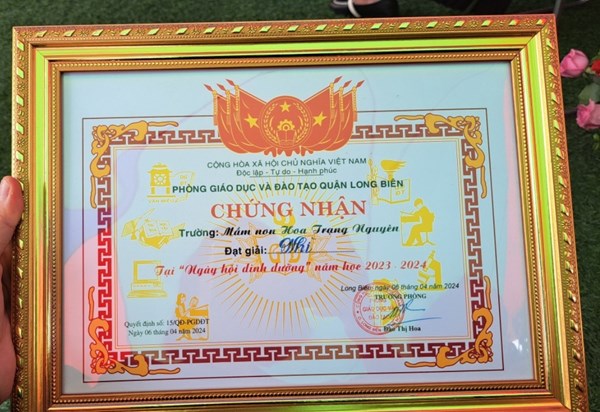 CỘNG HÒA XÃ HỘI CHỦ NGHĨA VIỆT NAM
Độc lập - Tự do - Hạnh phúc
PHÒNG GIÁO DỤC VÀ ĐÀO TẠO QUẬN LONG BIÊN
CHỨNG NHẬN
Trường: Mầm non Hoa Trạng Nguyên
Đạt giải: Nhì
Tại "Ngày hội dinh dưỡng" năm học 2023 - 2024
Long Biên, ngày 06 tháng 04 năm 2024
TRƯỞNG PHÒNG
Thị Hoa
Quyết định số: 15/QĐ-PGDĐT
Ngày 06 tháng 04 năm 2024